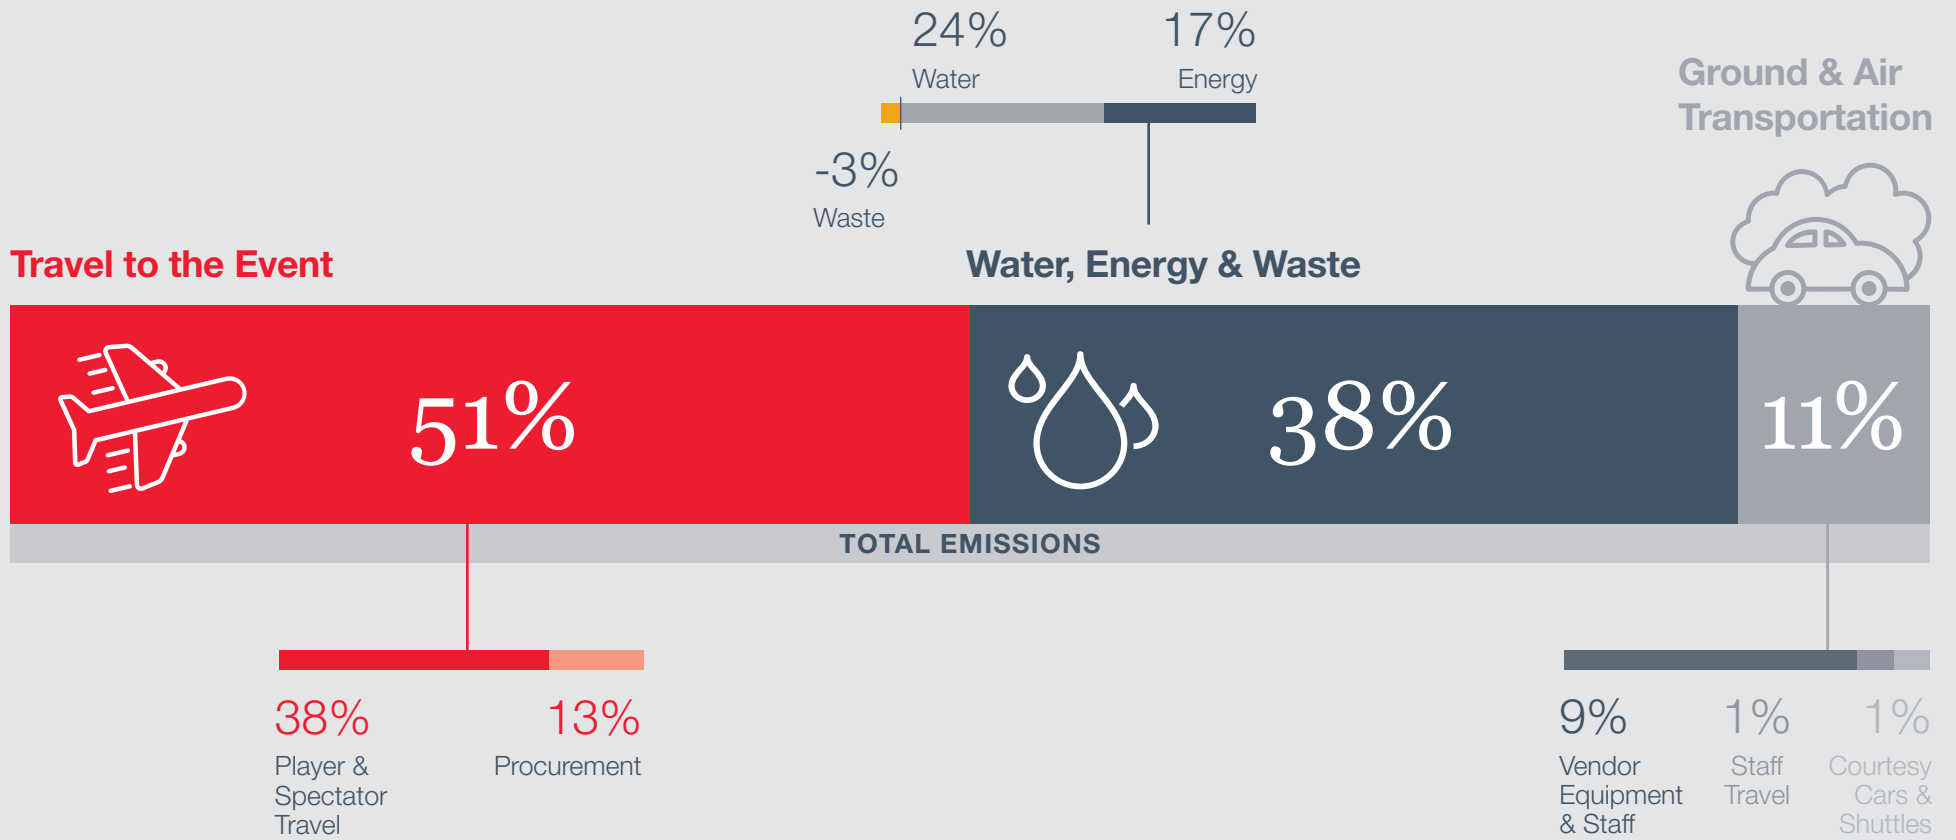 24%
Water
17%
Energy
-3%
Waste
Ground & Air
Transportation
Travel to the Event
Water, Energy & Waste
51%
38%
11%
TOTAL EMISSIONS
38%
Player &
Spectator
Travel
13%
Procurement
9%
Vendor
Equipment
& Staff
1%
Staff
Travel
1%
Courtesy
Cars &
Shuttles